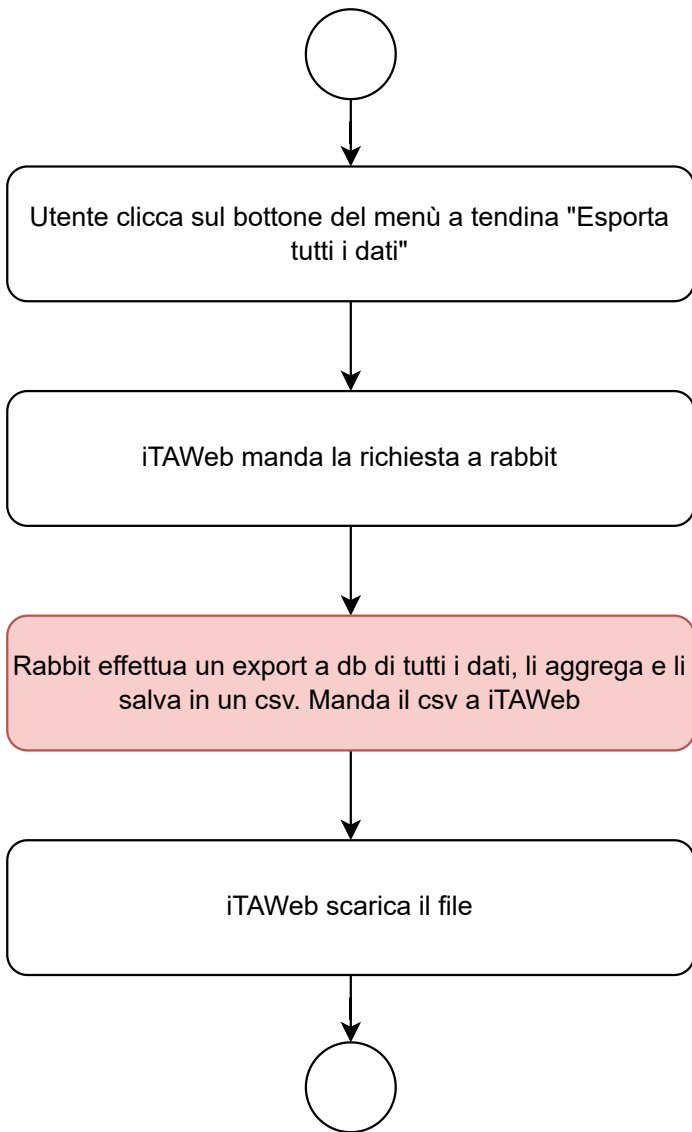 Utente clicca sul bottone del menù a tendina "Esporta
tutti i dati"
iTAWeb manda la richiesta a rabbit
Rabbit effettua un export a db di tutti i dati, li aggrega e li
salva in un csv. Manda il csv a iTAWeb
iTAWeb scarica il file